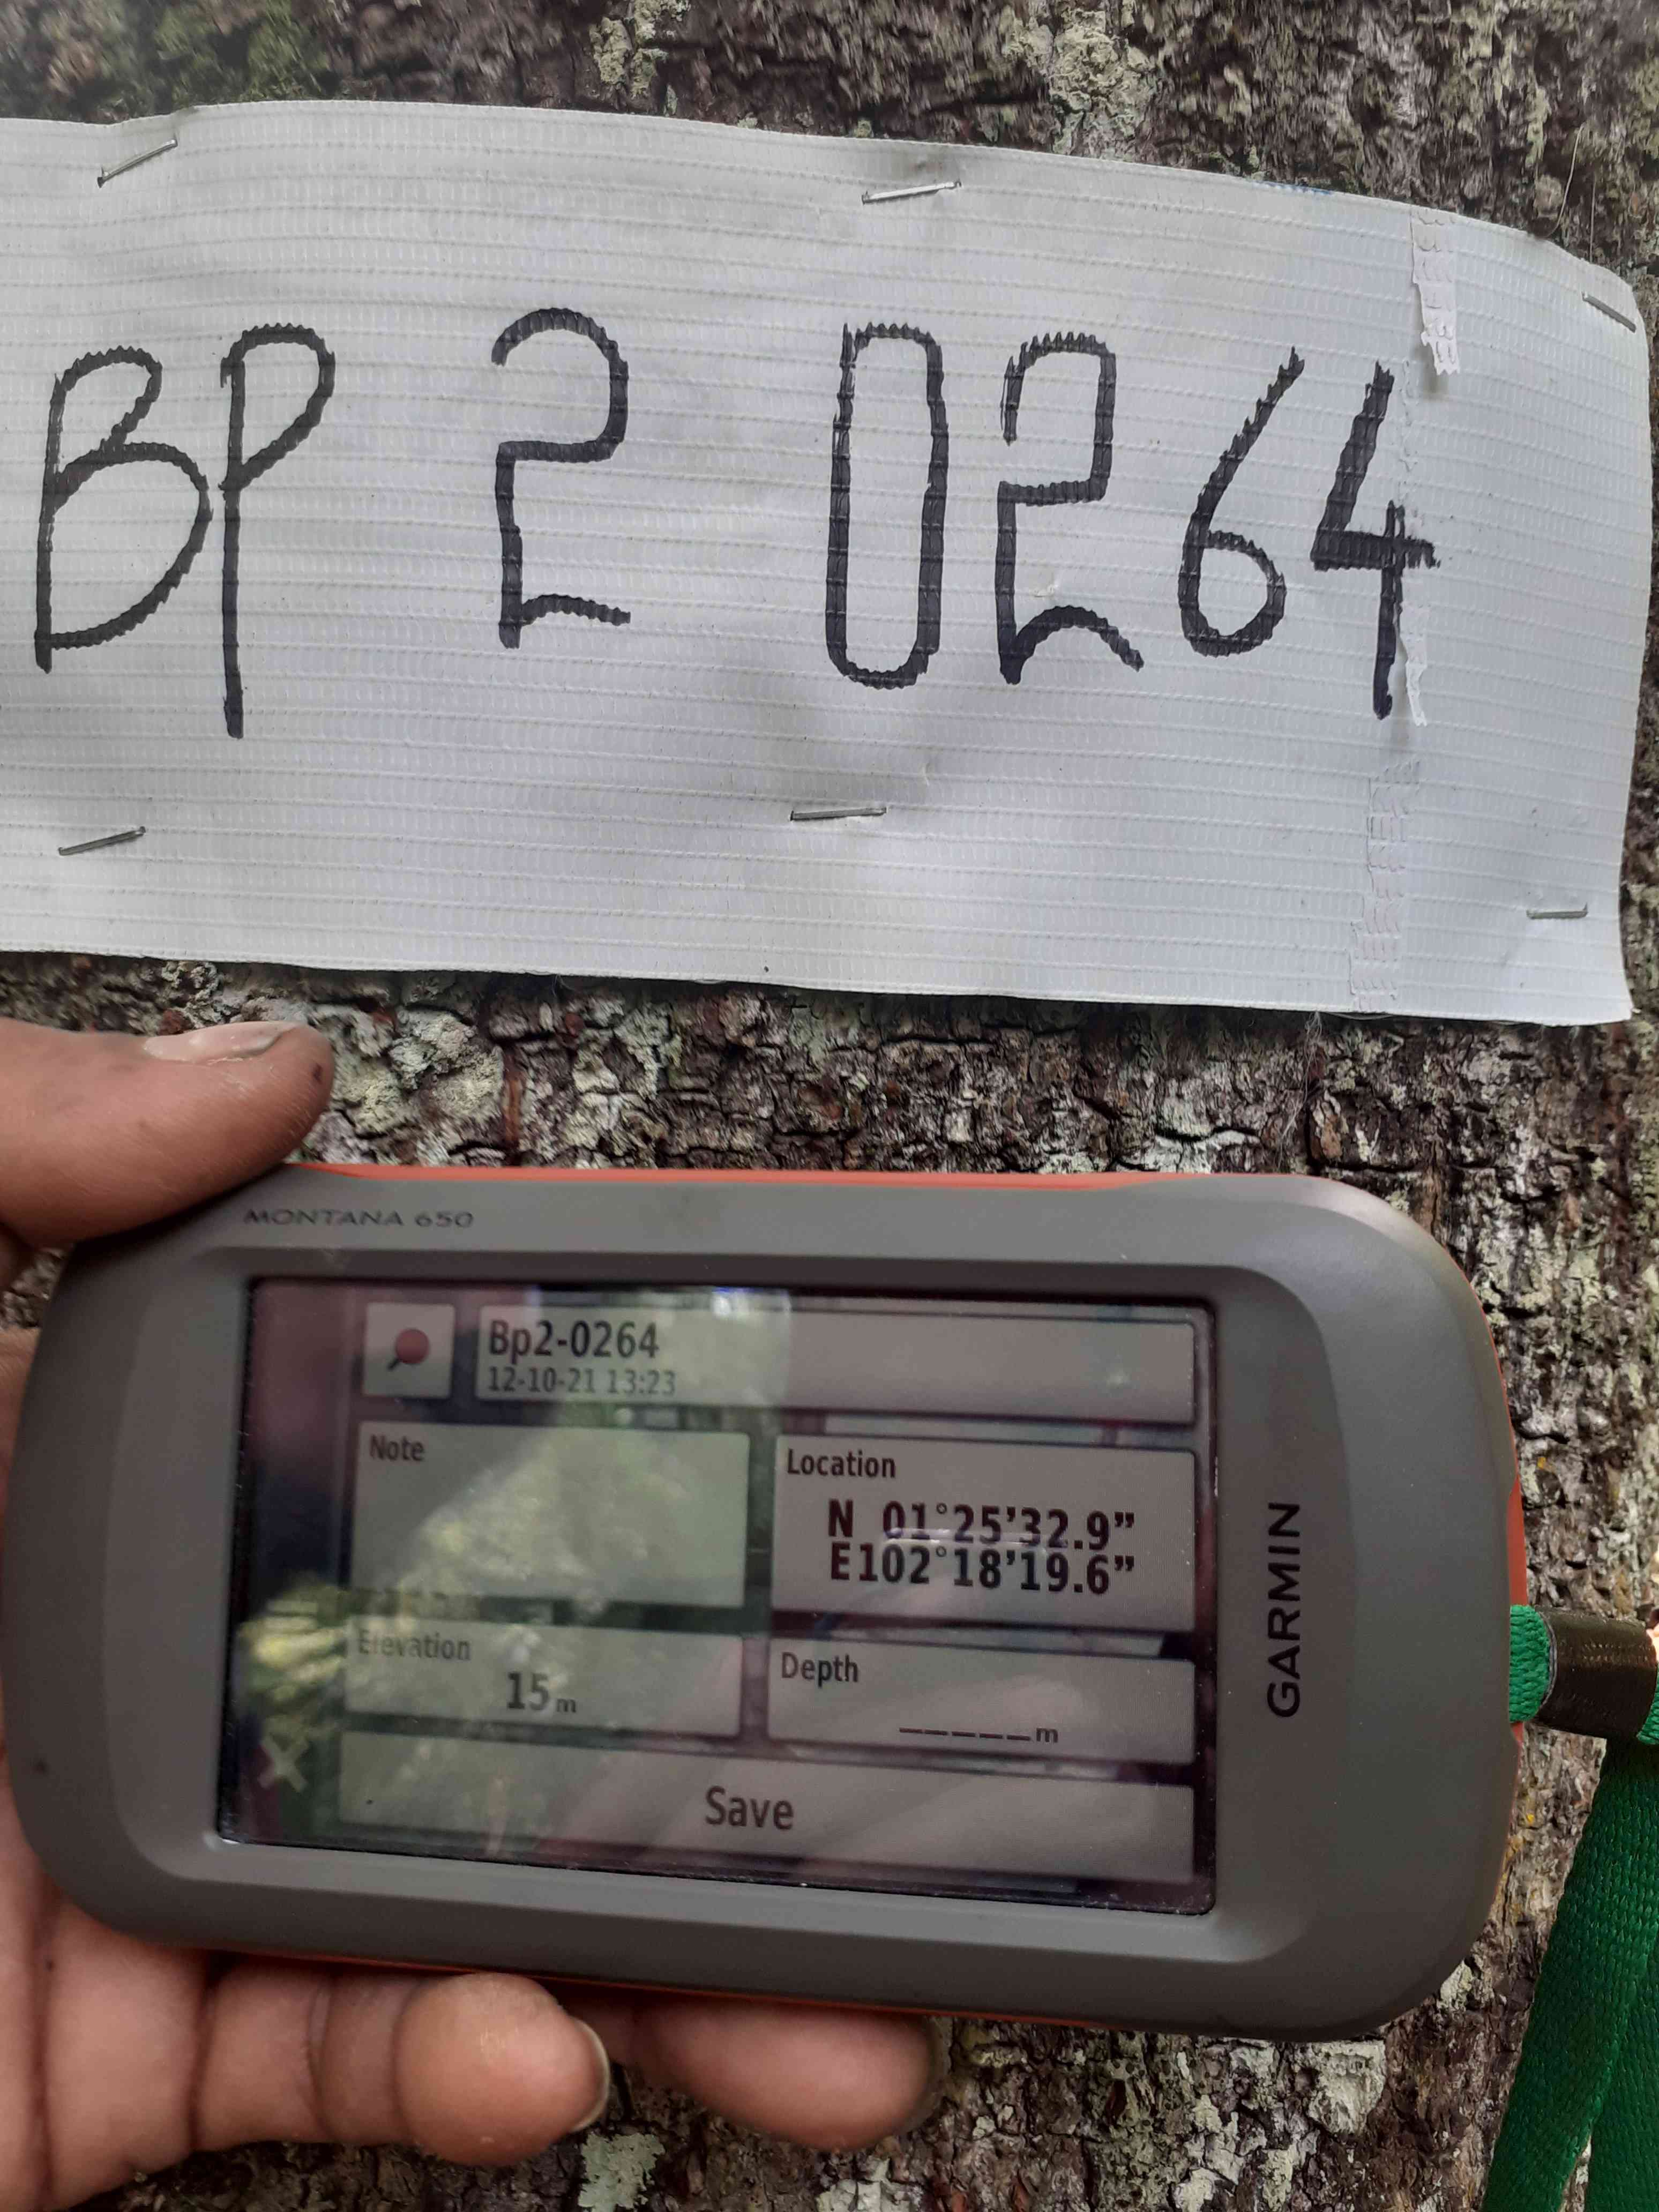 BP 2 0264
MONTANA 650
Bp2-0264
12-10-21 13:23
Note
Location
N 01°25'32.9"
E102°18'19.6"
Elevation
15m
Depth
_____m
Save
GARMIN